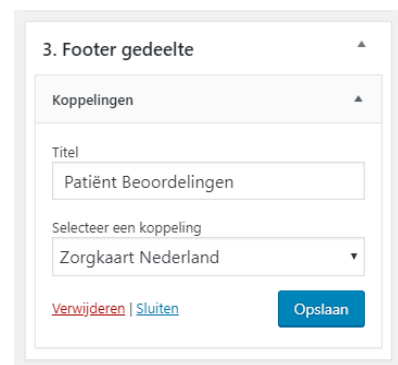 3. Footer gedeelte
Koppelingen
Titel
Patiënt Beoordelingen
Selecteer een koppeling
Zorgkaart Nederland
Verwijderen | Sluiten Opslaan